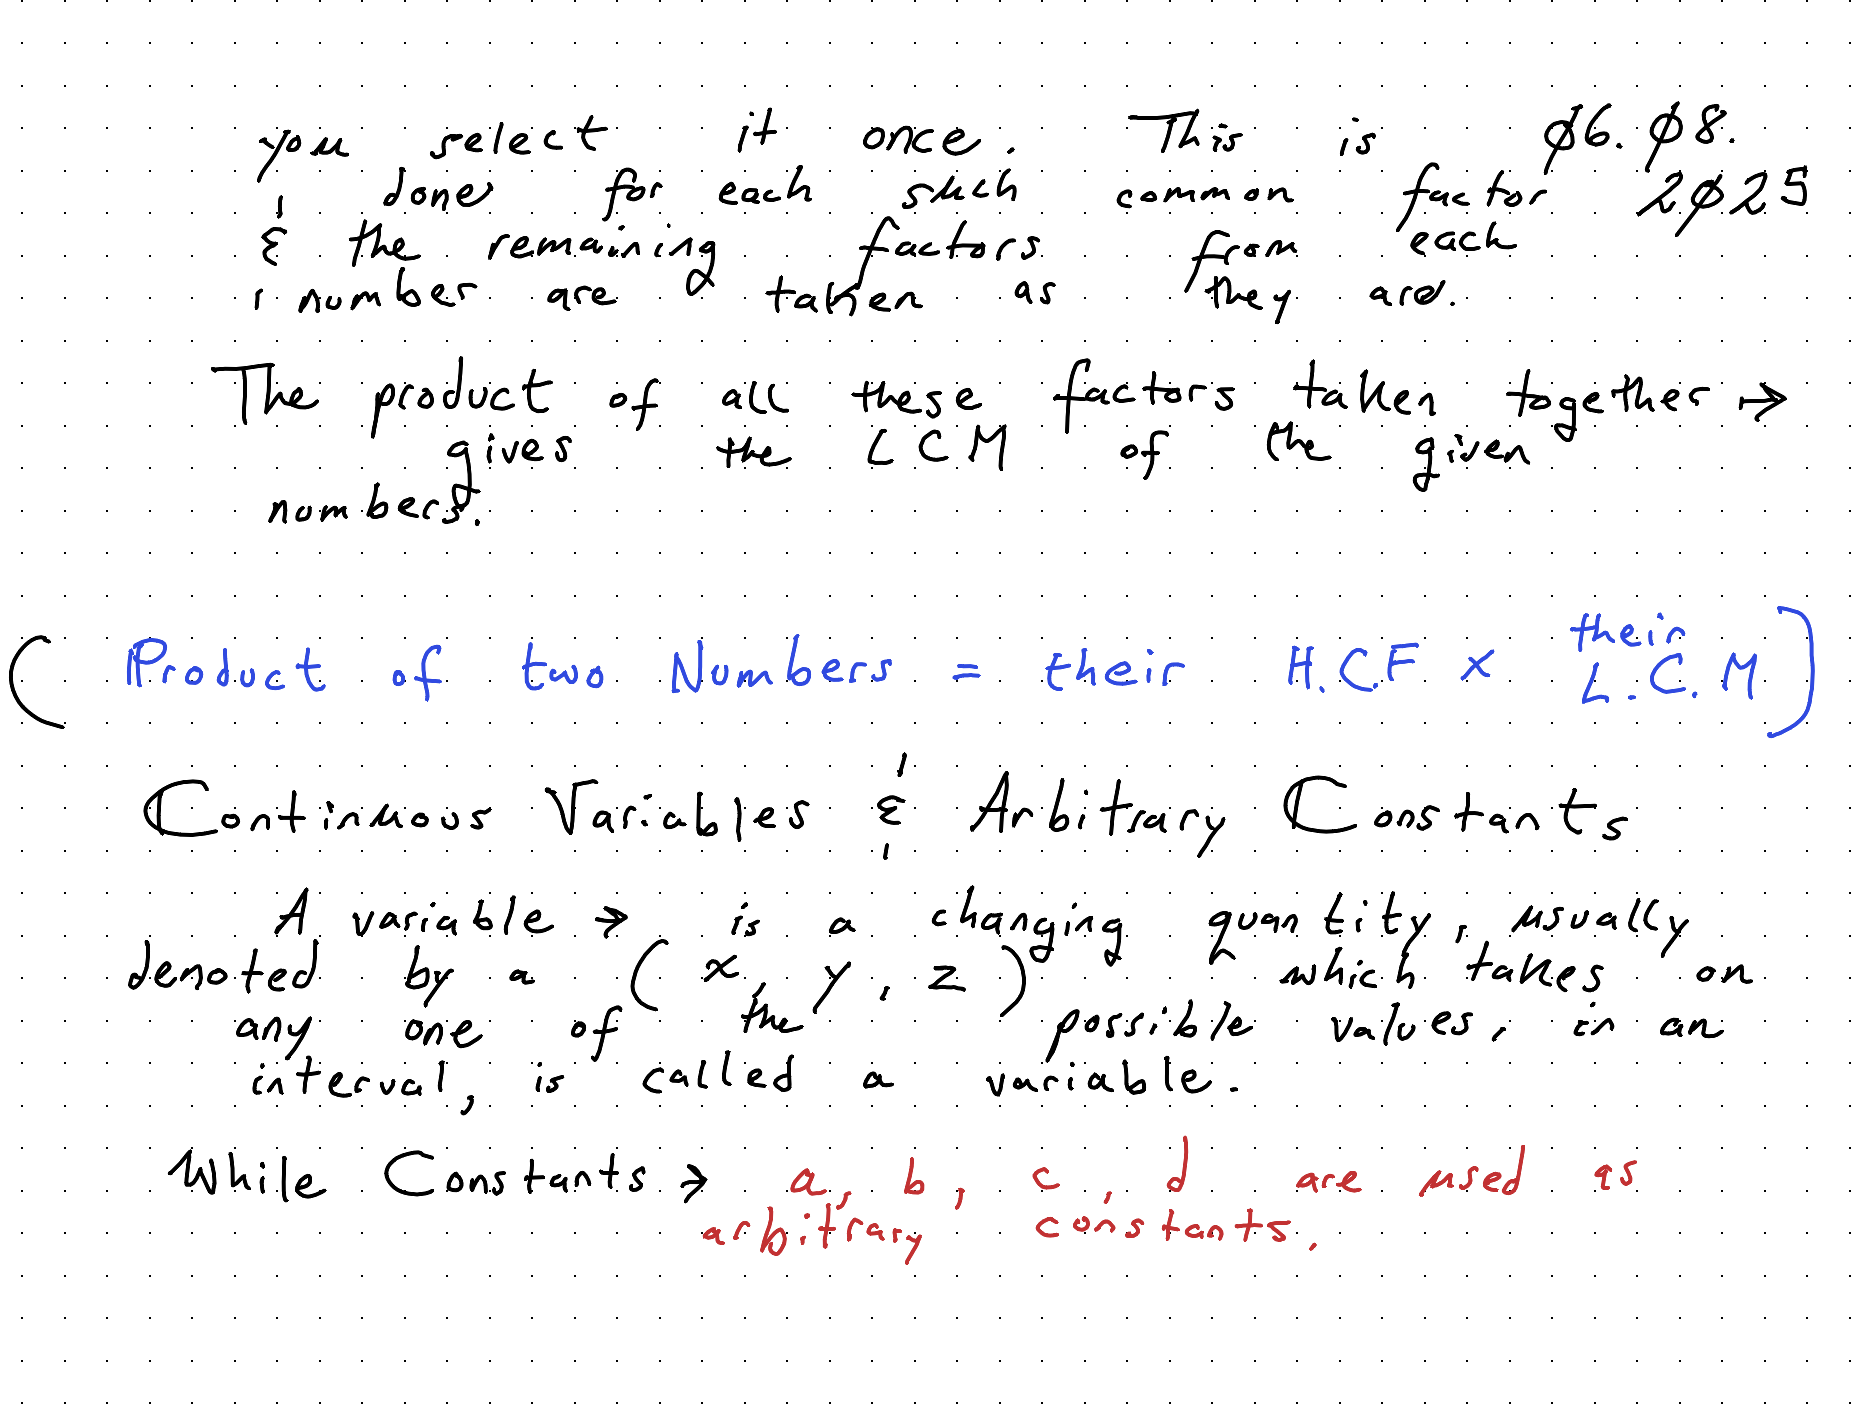 you select it once. This is 06.08.
done for each such common factor 2025
& the remaining factors from each
number are taken as they are.
The product of all these factors taken together →
gives the LCM of the given
numbers.
( Product of two Numbers = their H.C.F × their L.C.M )
Continuous Variables & Arbitrary Constants
A variable → is a changing quantity, usually
denoted by a (x, y, z) which takes on
any one of the possible values, in an
interval, is called a variable.
While Constants → a, b, c, d are used as
arbitrary constants.